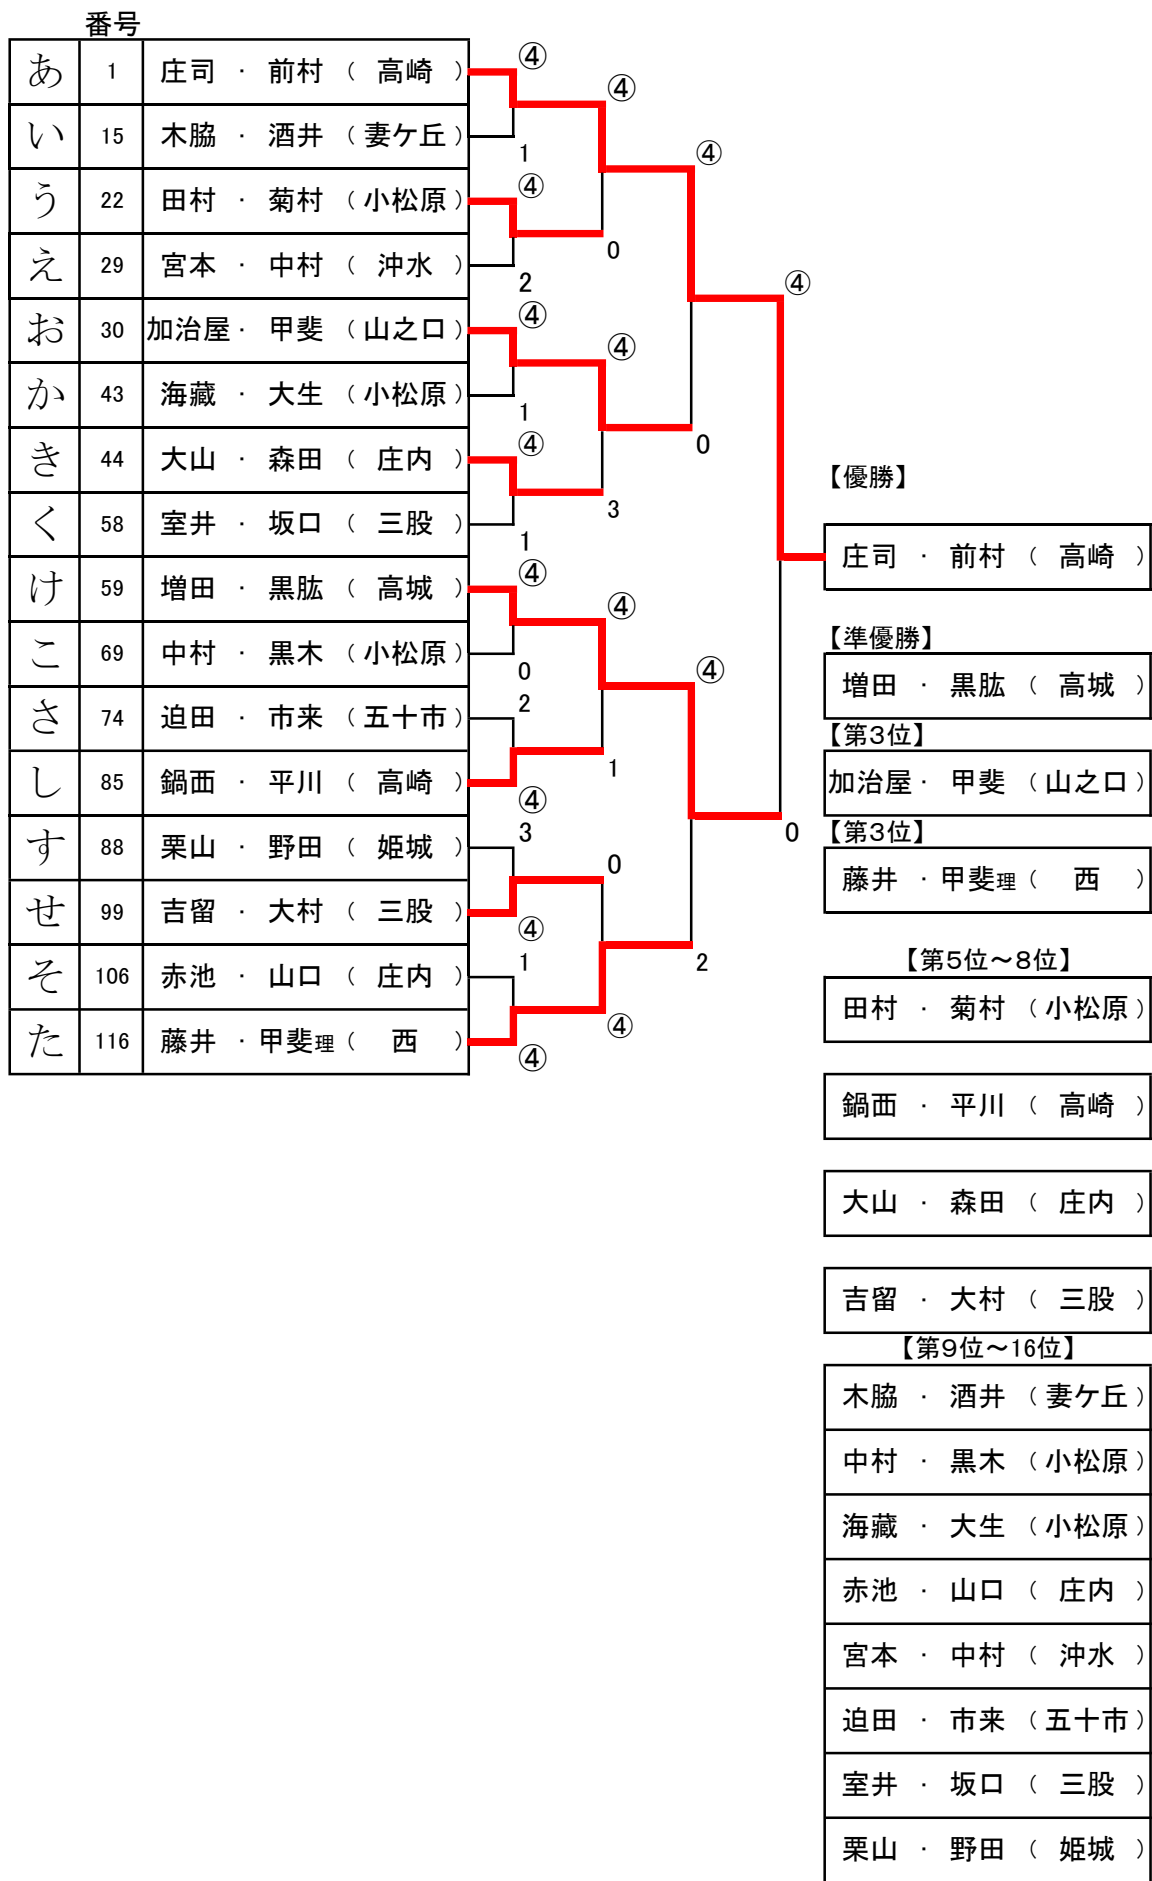 番号
あ 1 庄司 ・ 前村 （ 高崎 ）
④
④
い 15 木脇 ・ 酒井 （ 妻ケ丘 ）
1
④
う 22 田村 ・ 菊村 （ 小松原 ）
④
0
え 29 宮本 ・ 中村 （ 沖水 ）
2
④
お 30 加治屋 ・ 甲斐 （ 山之口 ）
④
④
か 43 海藏 ・ 大生 （ 小松原 ）
1
0
き 44 大山 ・ 森田 （ 庄内 ）
④
3
く 58 室井 ・ 坂口 （ 三股 ）
1
け 59 増田 ・ 黒肱 （ 高城 ）
④
④
こ 69 中村 ・ 黒木 （ 小松原 ）
0
④
さ 74 迫田 ・ 市来 （ 五十市 ）
2
1
し 85 鍋西 ・ 平川 （ 高崎 ）
④
す 88 栗山 ・ 野田 （ 姫城 ）
3
0
0
せ 99 吉留 ・ 大村 （ 三股 ）
④
そ 106 赤池 ・ 山口 （ 庄内 ）
1
2
た 116 藤井 ・ 甲斐理 （ 西 ）
④
④
【優勝】
庄司 ・ 前村 （ 高崎 ）
【準優勝】
増田 ・ 黒肱 （ 高城 ）
【第3位】
加治屋 ・ 甲斐 （ 山之口 ）
【第3位】
藤井 ・ 甲斐理 （ 西 ）
【第5位～8位】
田村 ・ 菊村 （ 小松原 ）
鍋西 ・ 平川 （ 高崎 ）
大山 ・ 森田 （ 庄内 ）
吉留 ・ 大村 （ 三股 ）
【第9位～16位】
木脇 ・ 酒井 （ 妻ケ丘 ）
中村 ・ 黒木 （ 小松原 ）
海藏 ・ 大生 （ 小松原 ）
赤池 ・ 山口 （ 庄内 ）
宮本 ・ 中村 （ 沖水 ）
迫田 ・ 市来 （ 五十市 ）
室井 ・ 坂口 （ 三股 ）
栗山 ・ 野田 （ 姫城 ）